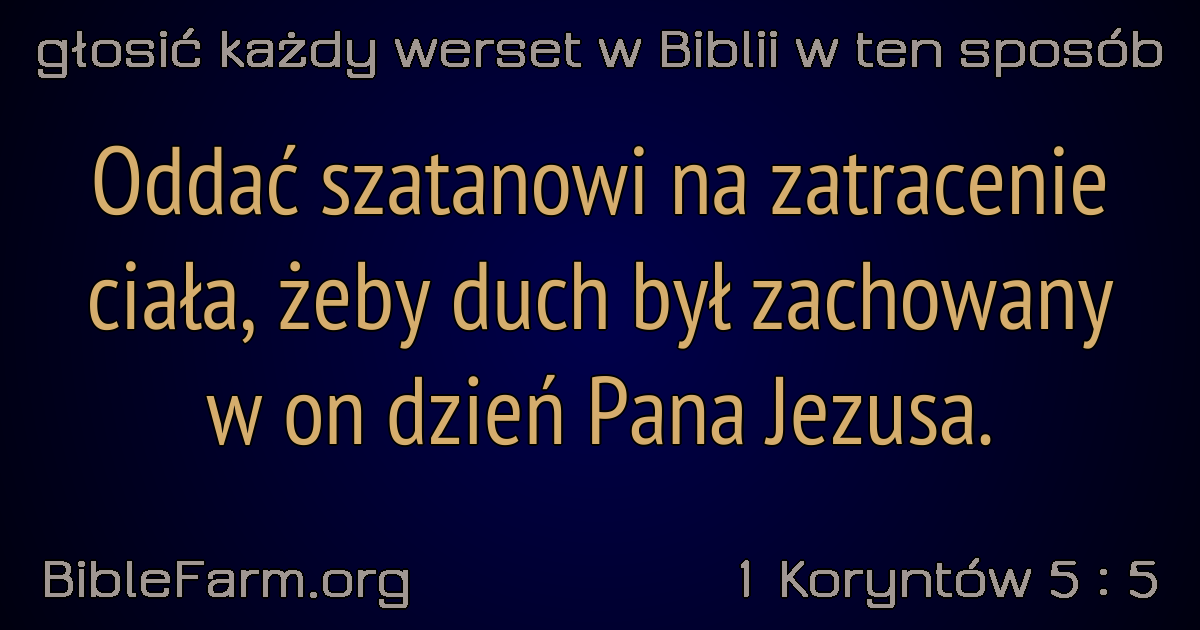 głosić każdy werset w Biblii w ten sposób
Oddać szatanowi na zatracenie
ciała, żeby duch był zachowany
w on dzień Pana Jezusa.
BibleFarm.org
1 Koryntów 5 : 5